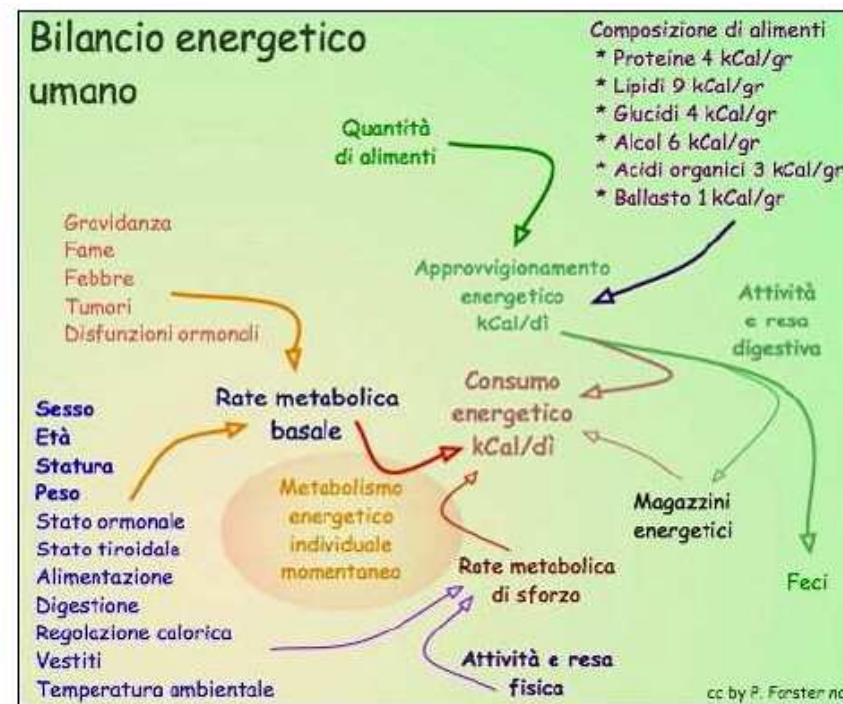 Bilancio energetico
umano
Composizione di alimenti
* Proteine 4 kCal/gr
* Lipidi 9 kCal/gr
* Glucidi 4 kCal/gr
* Alcol 6 kCal/gr
* Acidi organici 3 kCal/gr
* Ballasto 1 kCal/gr
Quantità
di alimenti
Gravidanza
Fame
Febbre
Tumori
Disfunzioni ormonali
Approvvigionamento
energetico
kCal/dì
Attività
e resa
digestiva
Sesso
Età
Statura
Peso
Stato ormonale
Stato tiroidale
Alimentazione
Digestione
Regolazione calorica
Vestiti
Temperatura ambientale
Rate metabolica
basale
Consumo
energetico
kCal/dì
Metabolismo
energetico
individuale
momentaneo
Magazzini
energetici
Rate metabolica
di sforzo
Feci
Attività e resa
fisica
cc by P. Forster